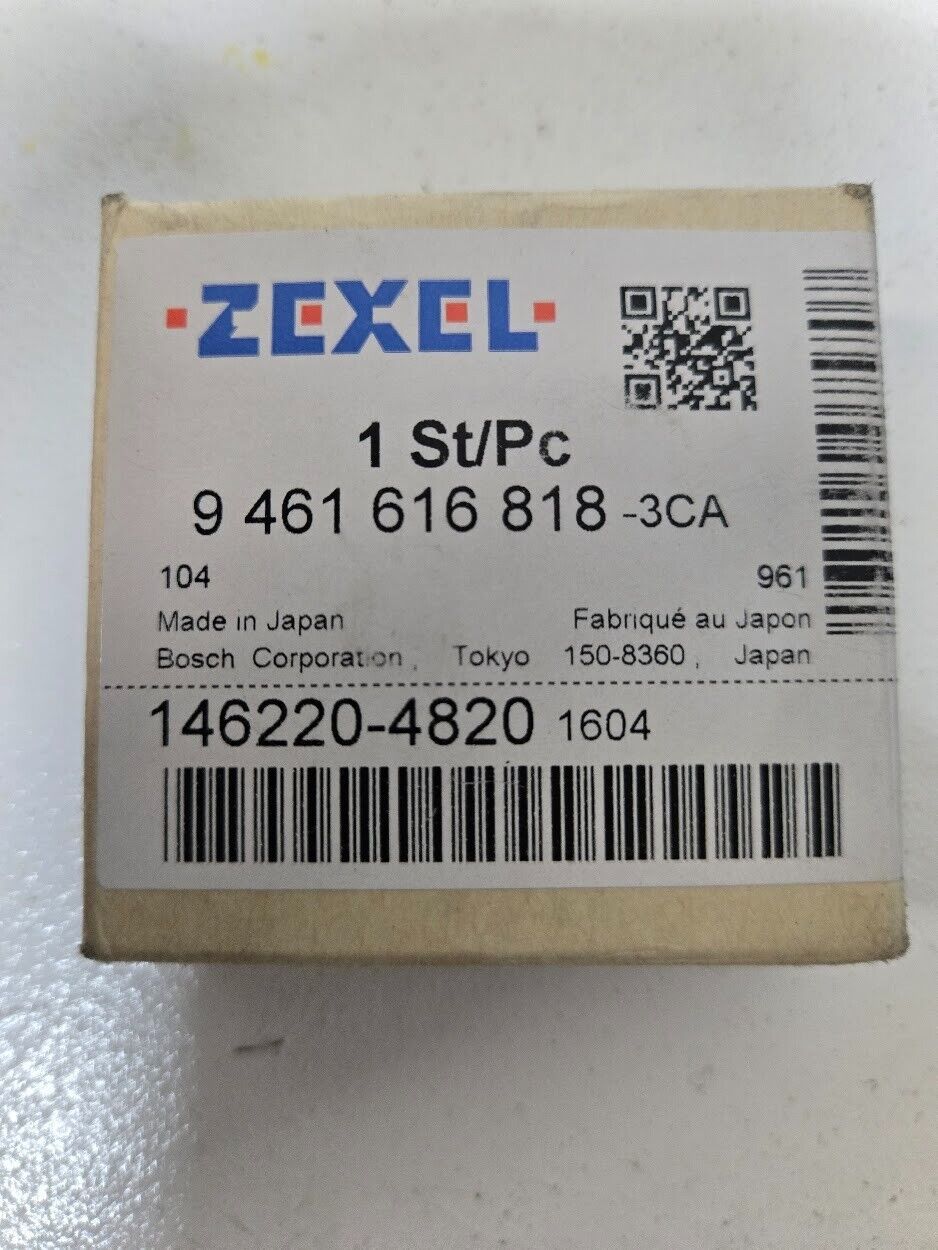 ZEXEL
1 St/Pc
9 461 616 818 -3CA
104 961
Made in Japan Fabriqué au Japon
Bosch Corporation, Tokyo 150-8360, Japan
146220-4820 1604